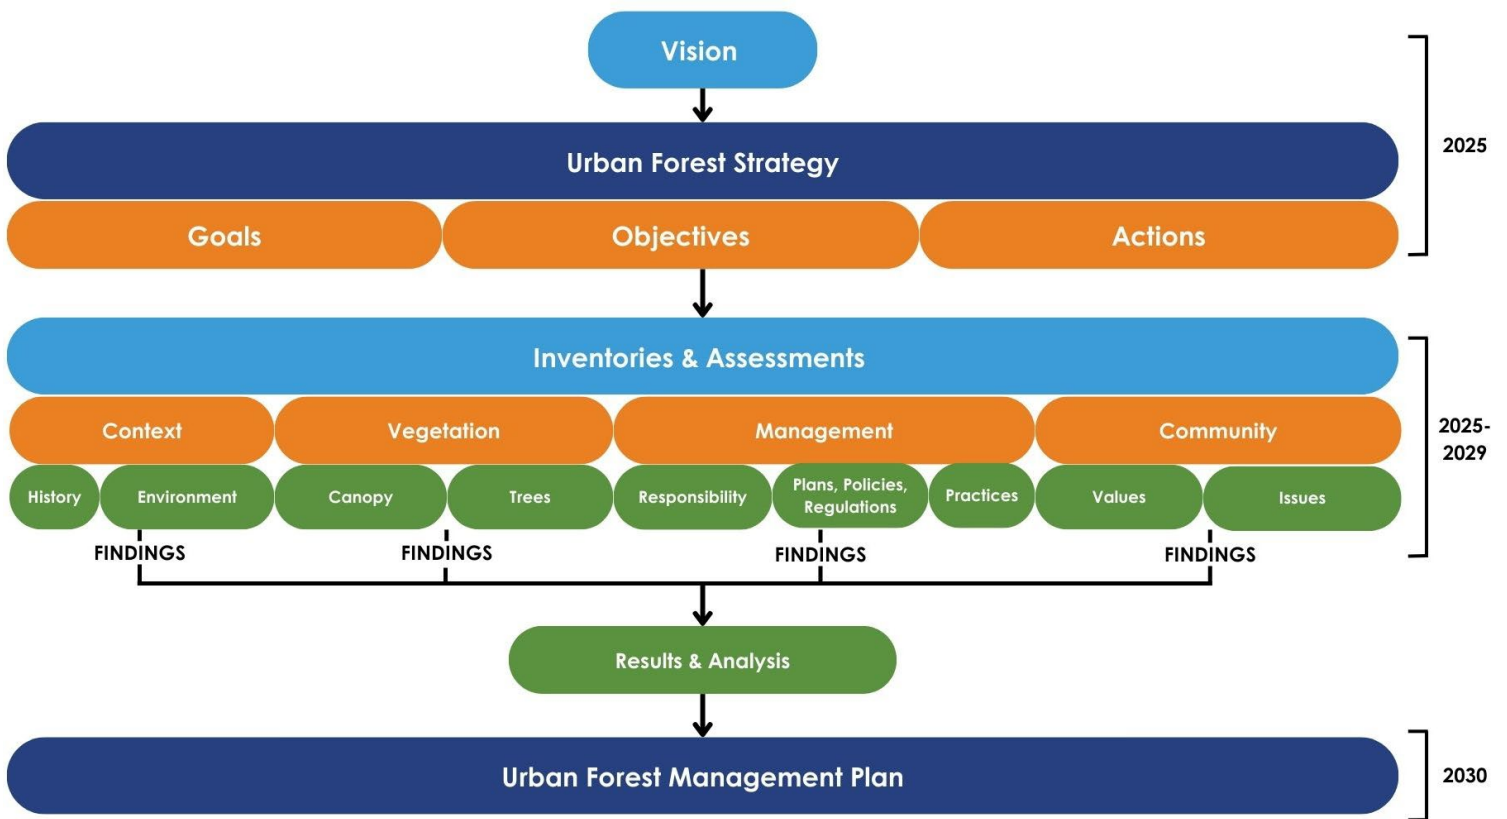 Vision
Urban Forest Strategy
2025
Goals
Objectives
Actions
Inventories & Assessments
Context
Vegetation
Management
Community
2025-
2029
History
Environment
Canopy
Trees
Responsibility
Plans, Policies,
Regulations
Practices
Values
Issues
FINDINGS
FINDINGS
FINDINGS
FINDINGS
Results & Analysis
Urban Forest Management Plan
2030